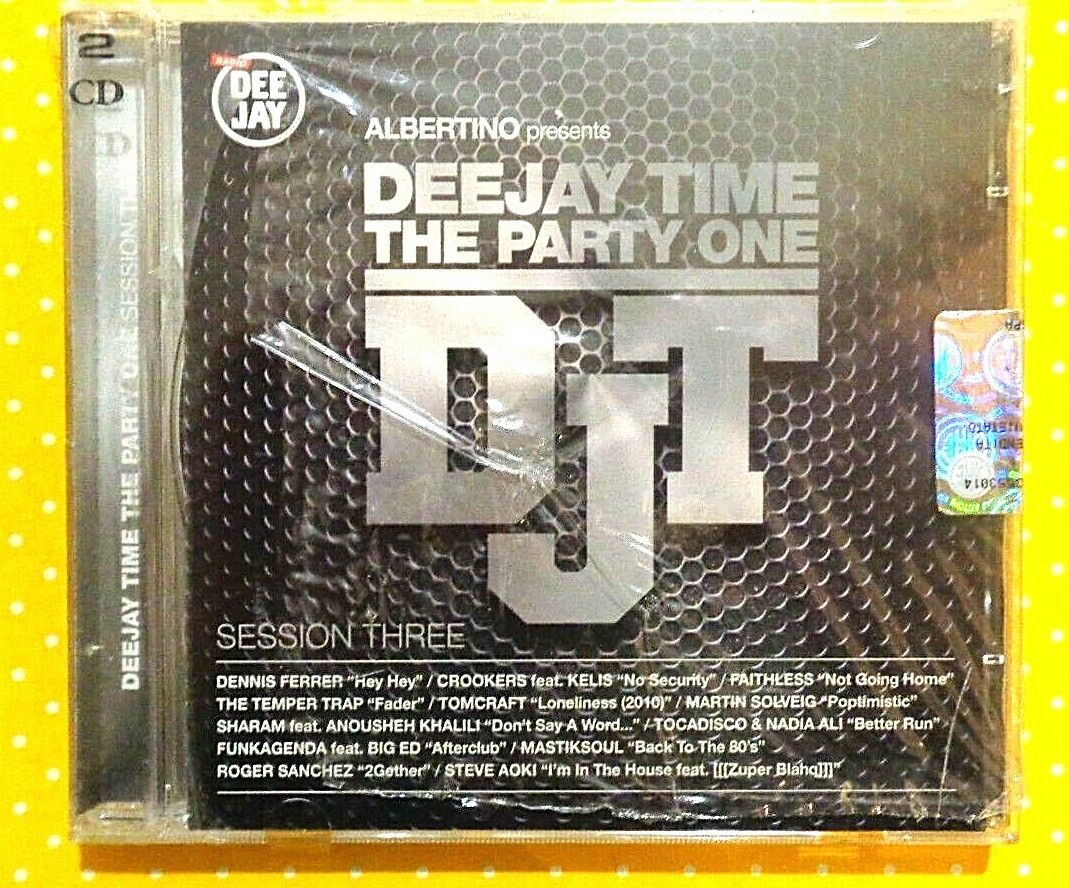 2
CD
DEEJAY TIME THE PARTY ONE SESSION
RADIO
DEE
JAY
ALBERTINO presents
DEEJAY TIME
THE PARTY ONE
DJT
SESSION THREE
DENNIS FERRER "Hey Hey" / CROOKERS feat. KELIS "No Security" / FAITHLESS "Not Going Home"
THE TEMPER TRAP "Fader" / TOMCRAFT "Loneliness (2010)" / MARTIN SOLVEIG "Poptimistic"
SHARAM feat. ANOUSHEH KHALILI "Don't Say A Word..." / TOCADISCO & NADIA ALI "Better Run"
FUNKAGENDA feat. BIG ED "Afterclub" / MASTIKSOUL "Back To The 80's"
ROGER SANCHEZ "2Gether" / STEVE AOKI "I'm In The House feat. [[[Zuper Blahq]]]"